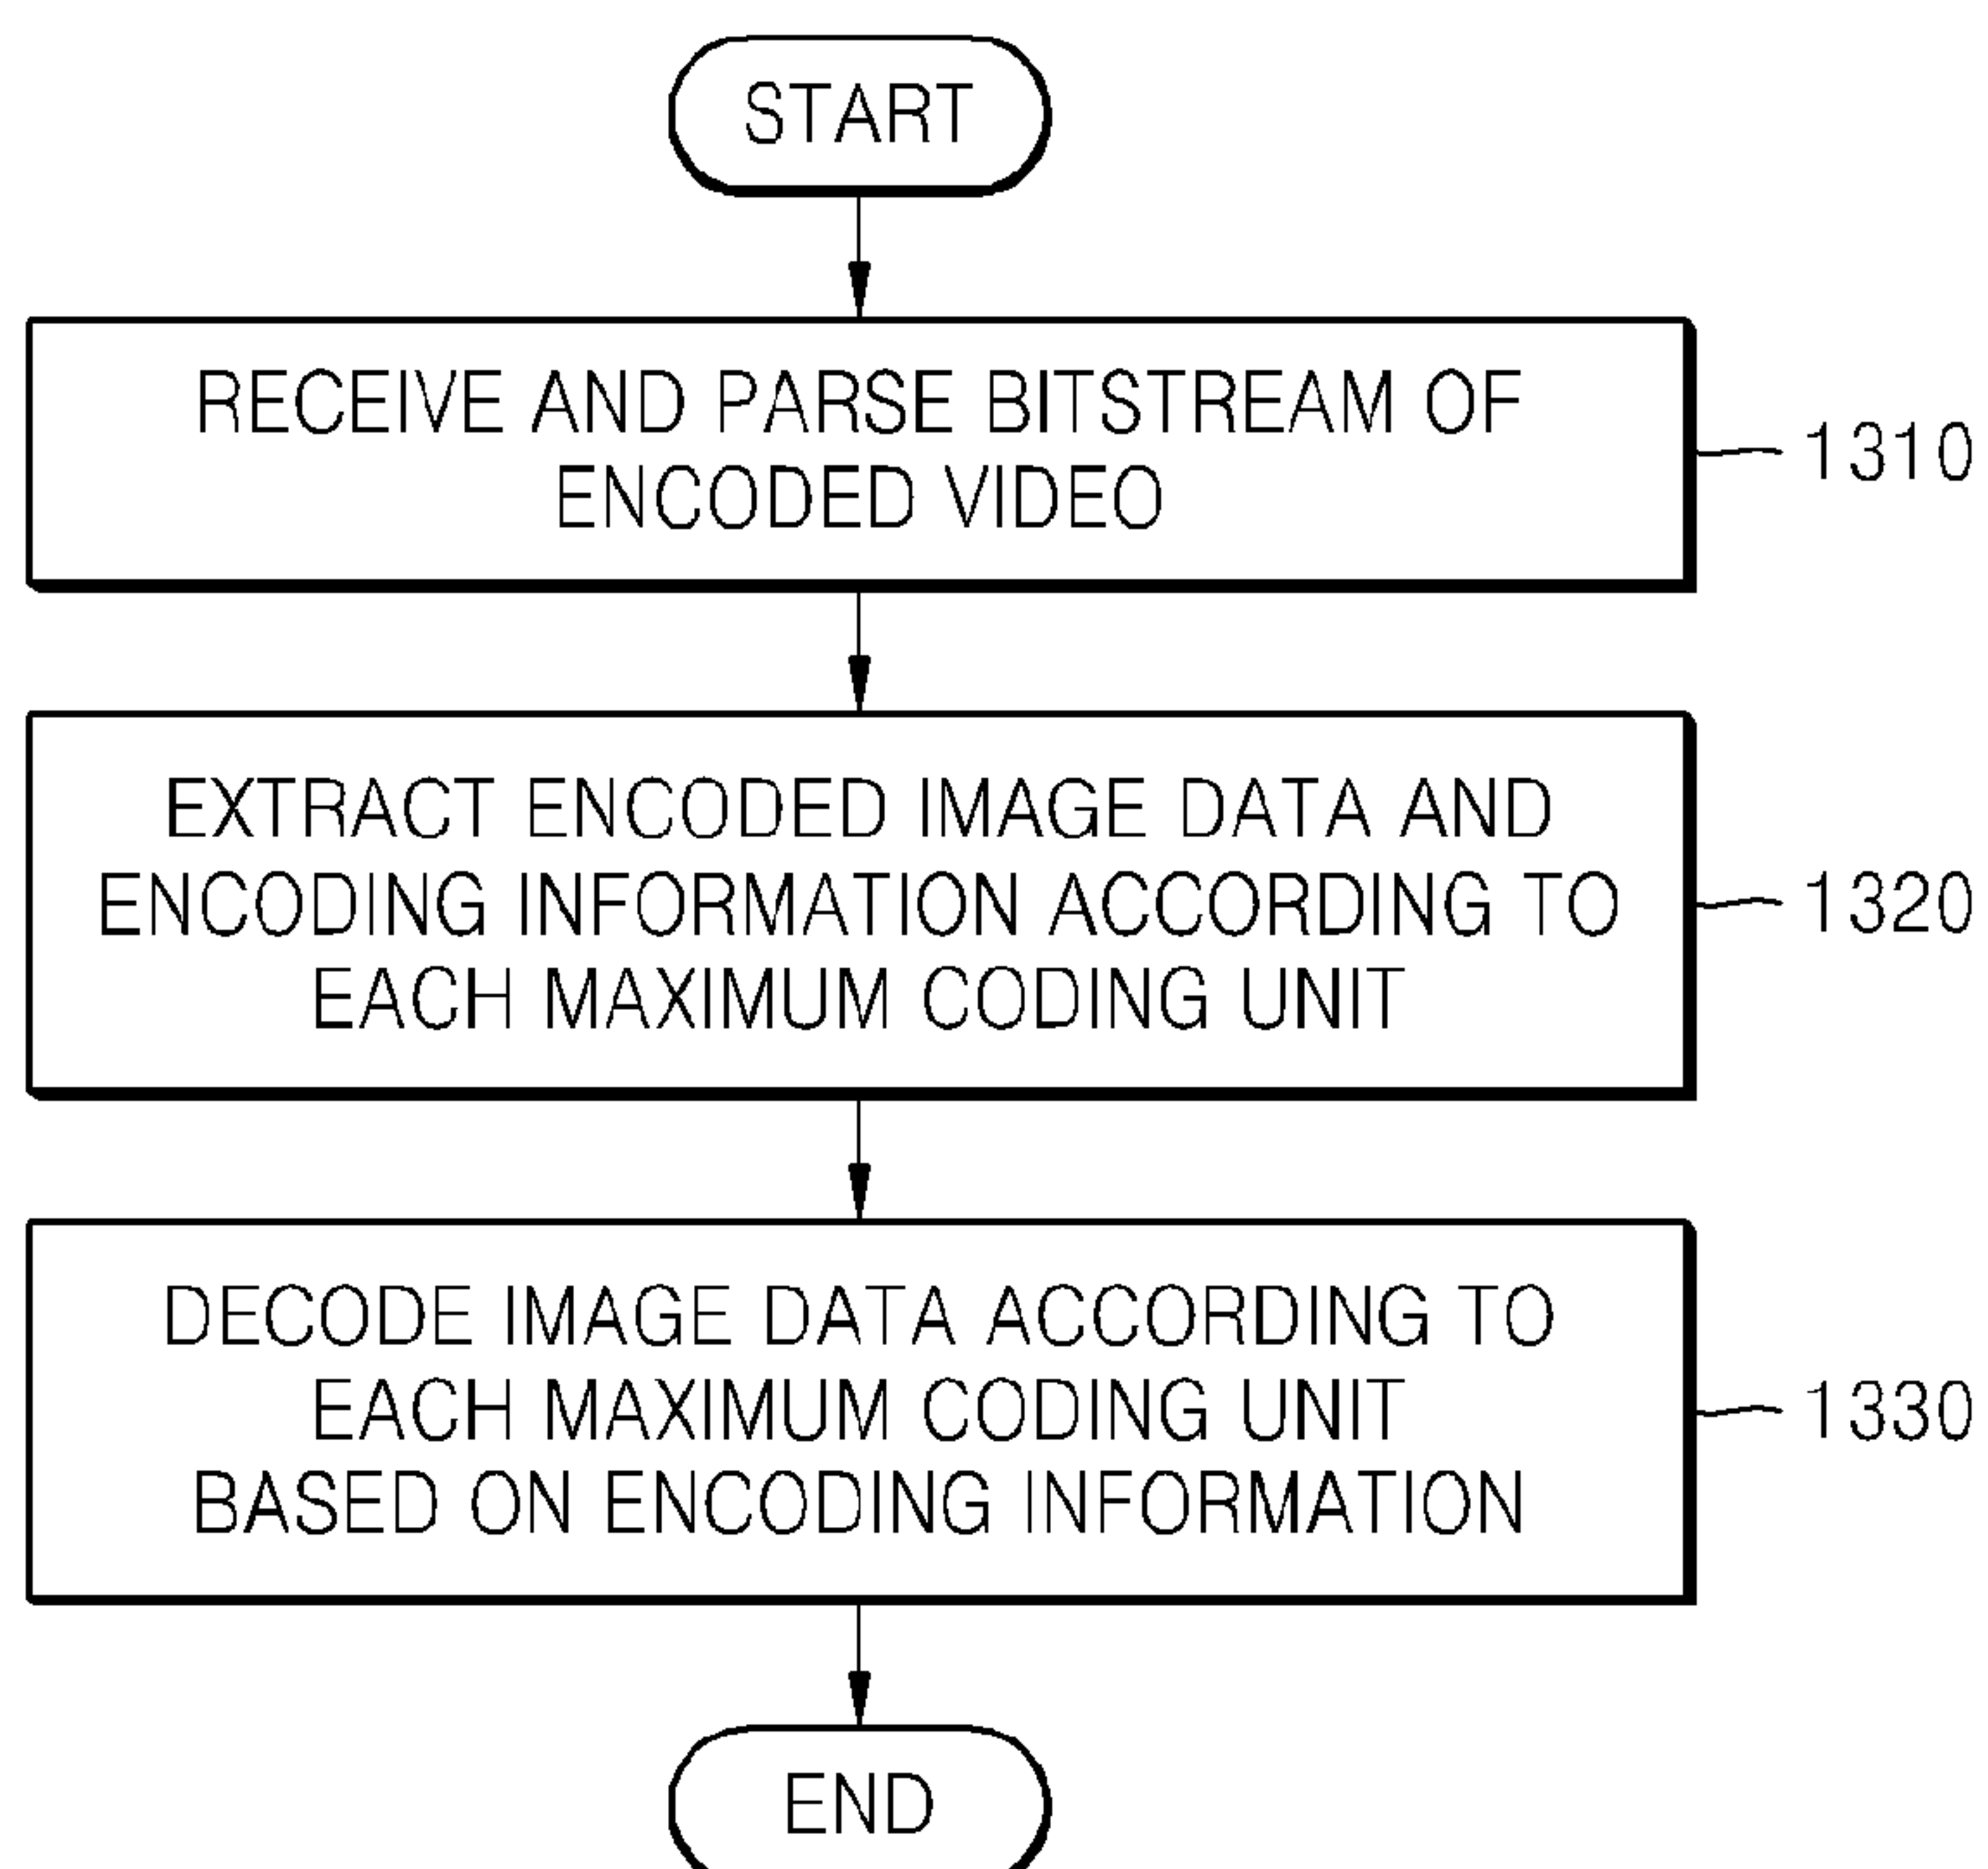 START
RECEIVE AND PARSE BITSTREAM OF
ENCODED VIDEO
1310
EXTRACT ENCODED IMAGE DATA AND
ENCODING INFORMATION ACCORDING TO
EACH MAXIMUM CODING UNIT
1320
DECODE IMAGE DATA ACCORDING TO
EACH MAXIMUM CODING UNIT
BASED ON ENCODING INFORMATION
1330
END